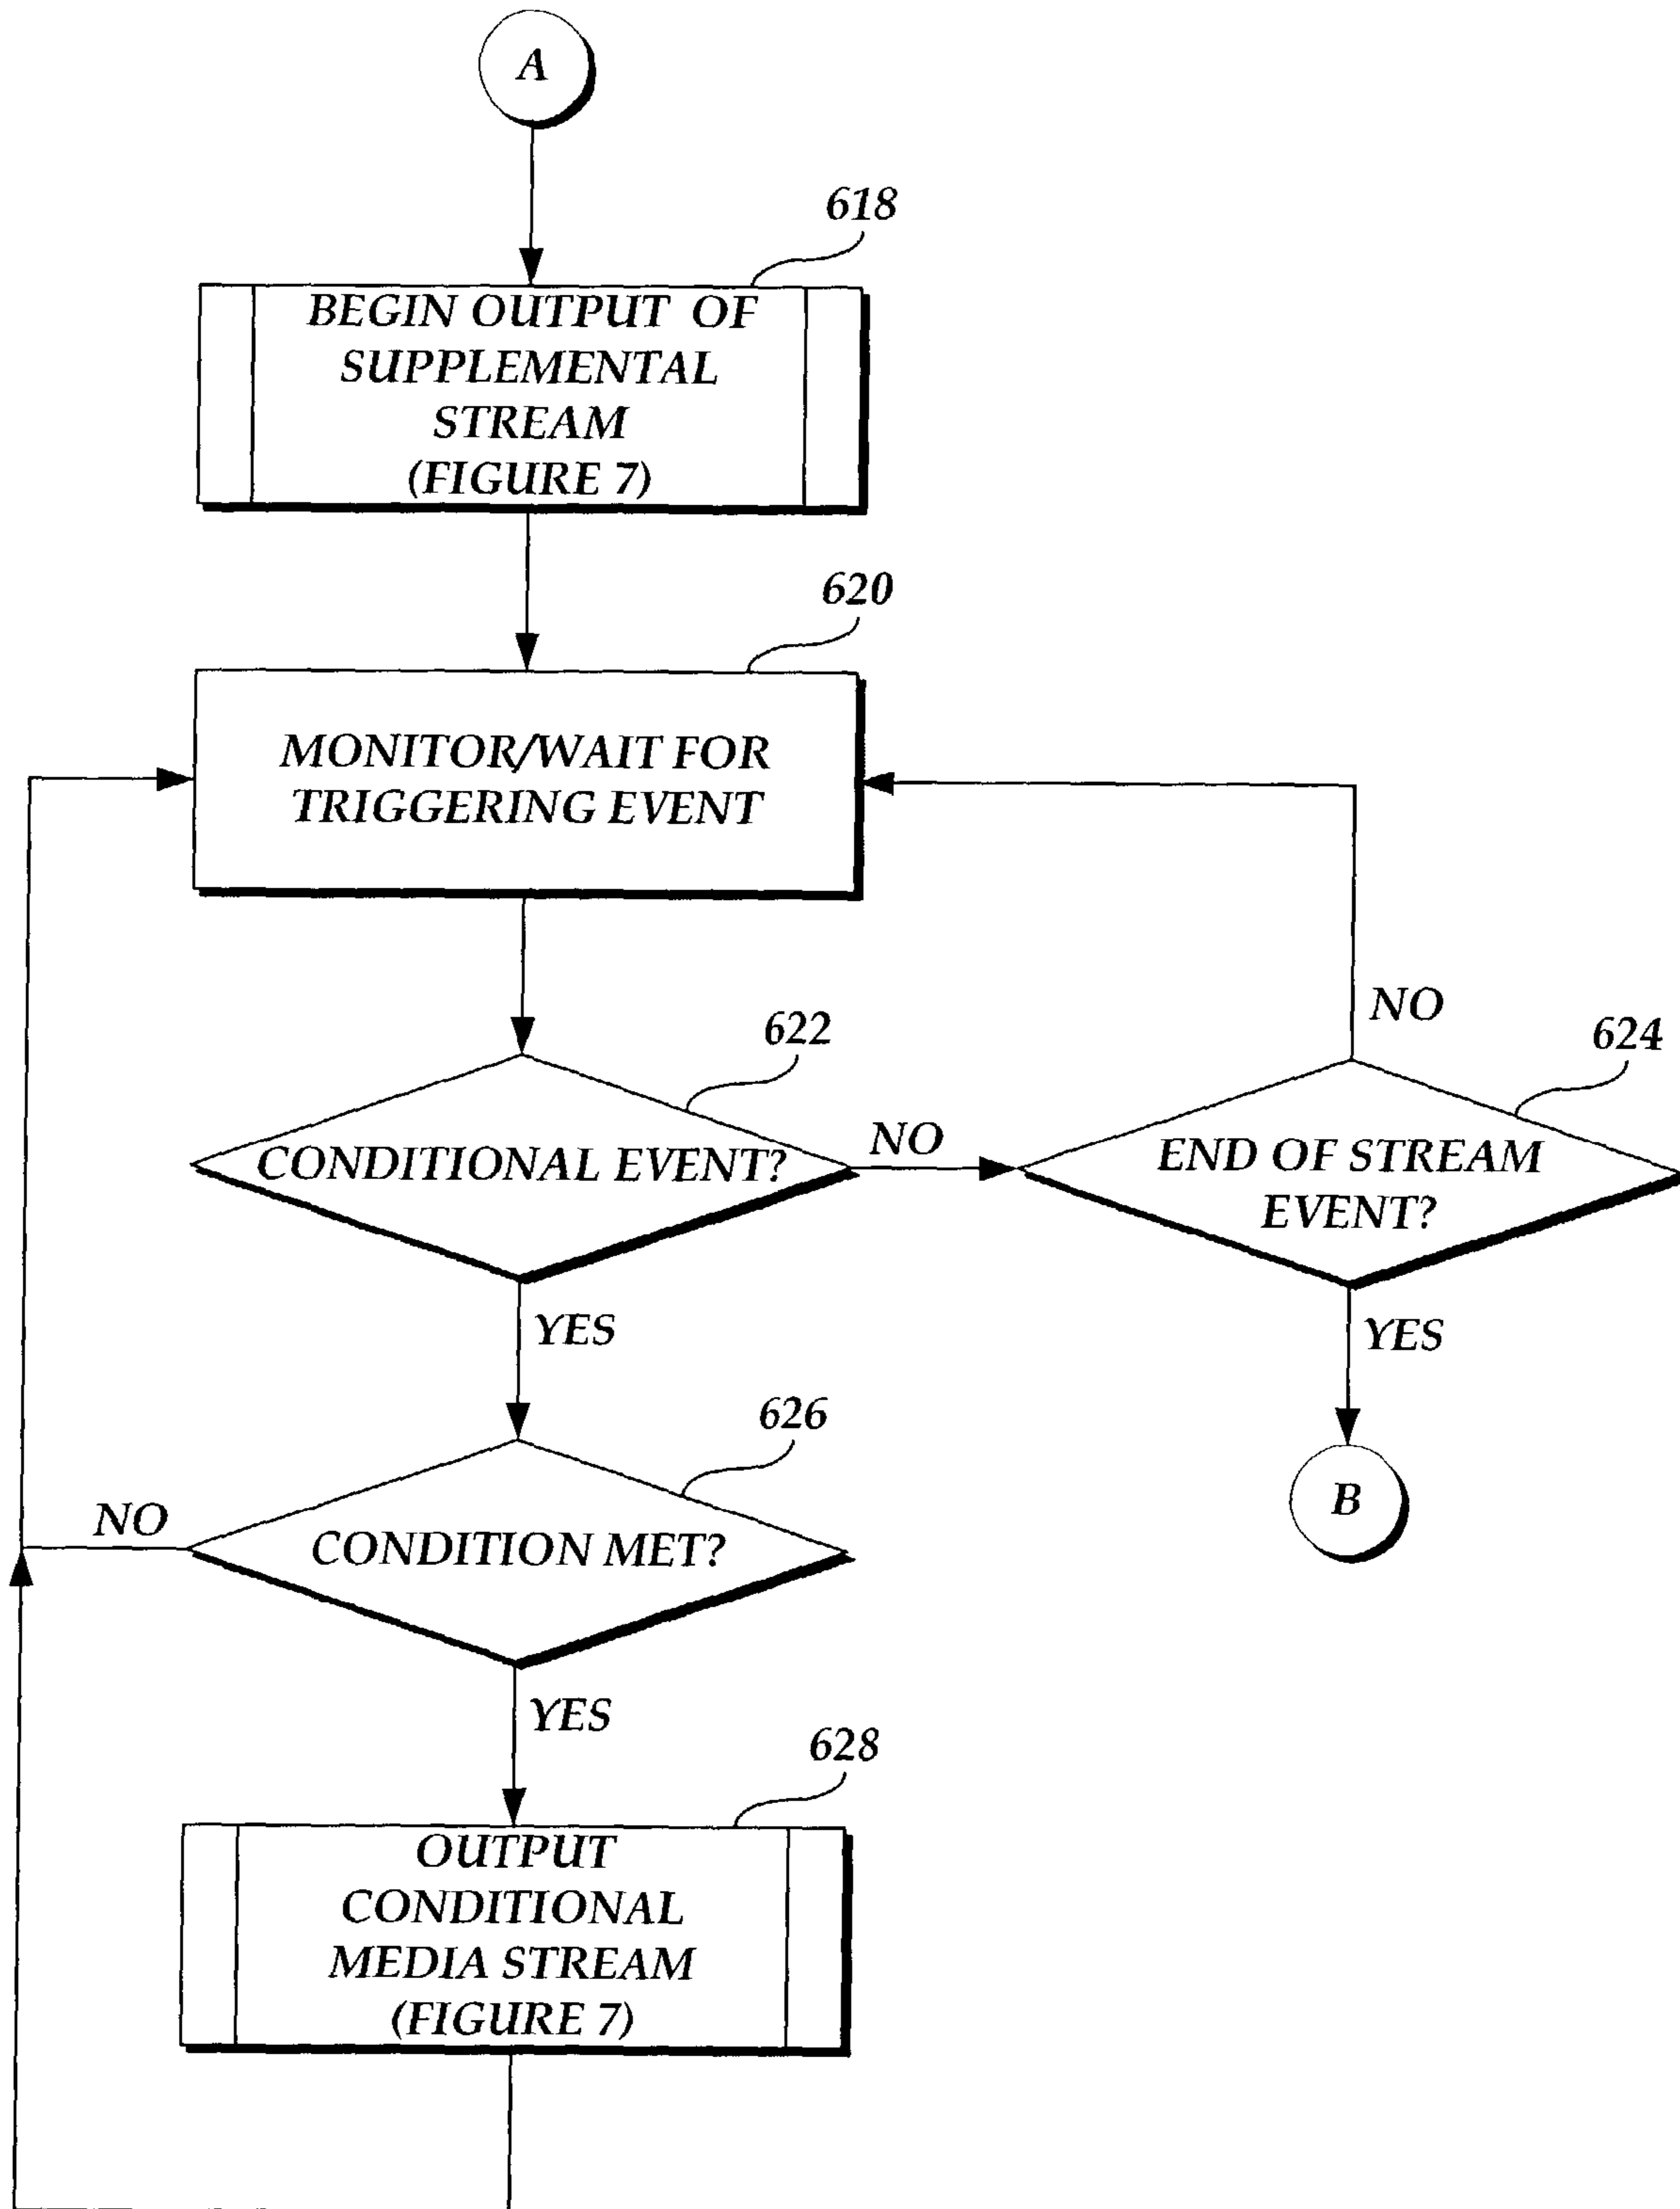 A
618
BEGIN OUTPUT OF
SUPPLEMENTAL
STREAM
(FIGURE 7)
620
MONITOR/WAIT FOR
TRIGGERING EVENT
NO
622
624
CONDITIONAL EVENT?
NO
END OF STREAM
EVENT?
YES
YES
626
B
NO
CONDITION MET?
YES
628
OUTPUT
CONDITIONAL
MEDIA STREAM
(FIGURE 7)